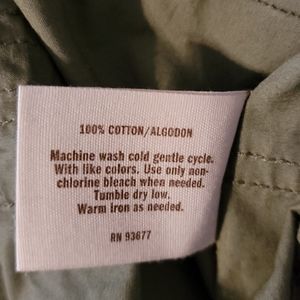 100% COTTON/ALGODON
Machine wash cold gentle cycle.
With like colors. Use only non-
chlorine bleach when needed.
Tumble dry low.
Warm iron as needed.
RN 93677